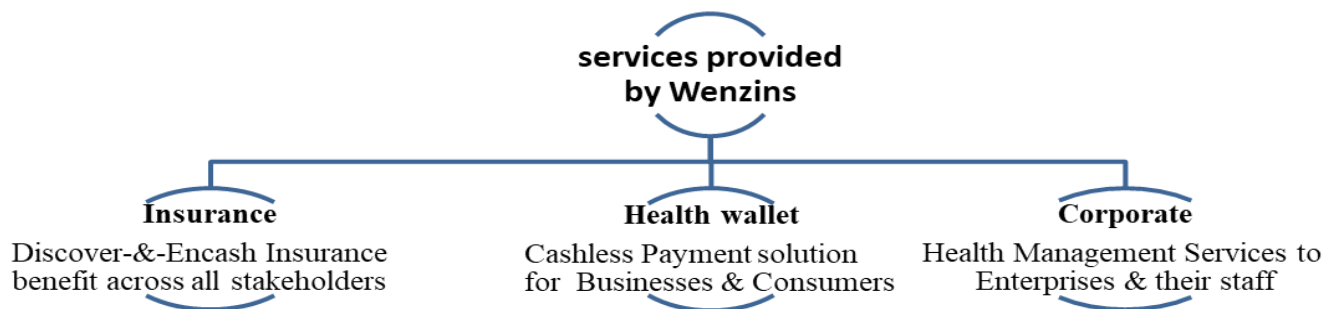 services provided
by Wenzins
Insurance
Discover-&-Encash Insurance
benefit across all stakeholders
Health wallet
Cashless Payment solution
for Businesses & Consumers
Corporate
Health Management Services to
Enterprises & their staff